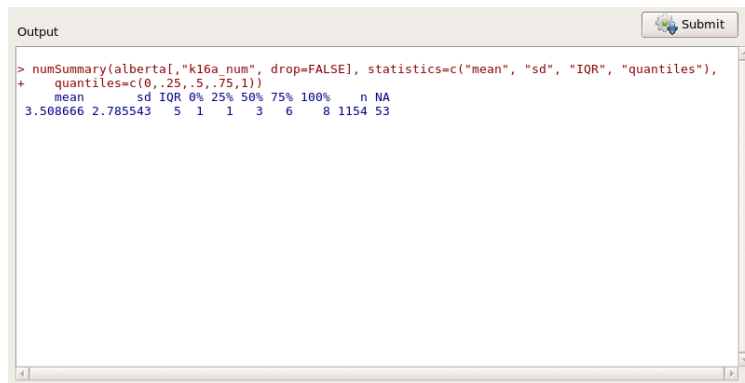 Submit
Output
> numSummary(alberta[,"k16a_num", drop=FALSE], statistics=c("mean", "sd", "IQR", "quantiles"),
+    quantiles=c(0,.25,.5,.75,1))
     mean       sd IQR 0% 25% 50% 75% 100%    n NA
 3.508666 2.785543   5  1   1   3   6    8 1154 53